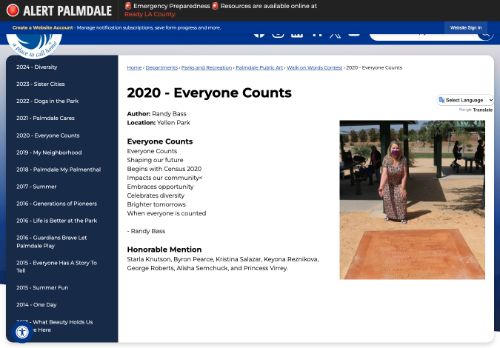 ALERT PALMDALE
🚨 Emergency Preparedness 🚨 Resources are available online at
Ready LA County.
Create a Website Account - Manage notification subscriptions, save form progress and more.
Website Sign In
a place to call home
2024 - Diversity
2023 - Sister Cities
2022 - Dogs in the Park
2021 - Palmdale Cares
2020 - Everyone Counts
2019 - My Neighborhood
2018 - Palmdale My Palmenthal
2017 - Summer
2016 - Generations of Pioneers
2016 - Life is Better at the Park
2016 - Guardians Brave Let
Palmdale Play
2015 - Everyone Has A Story To
Tell
2015 - Summer Fun
2014 - One Day
What Beauty Holds Us
Here
Home › Departments › Parks and Recreation › Palmdale Public Art › Walk on Words Contest › 2020 - Everyone Counts
2020 - Everyone Counts
Select Language
Google Translate
Author: Randy Bass
Location: Yellen Park
Everyone Counts
Everyone Counts
Shaping our future
Begins with Census 2020
Impacts our community<
Embraces opportunity
Celebrates diversity
Brighter tomorrows
When everyone is counted
- Randy Bass
Honorable Mention
Starla Knutson, Byron Pearce, Kristina Salazar, Keyona Reznikova,
George Roberts, Alisha Semchuck, and Princess Virrey.